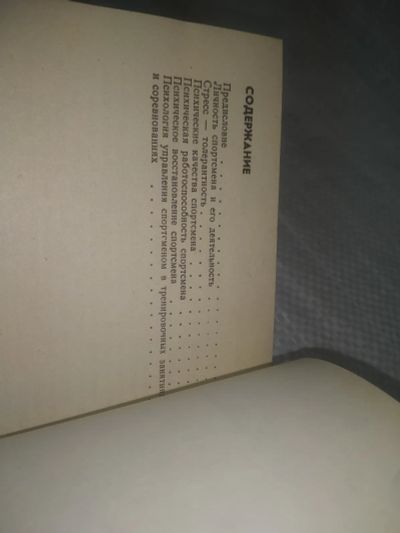 СОДЕРЖАНИЕ
Предисловие . . . . . . . . .
Личность спортсмена и его деятельность . . .
Стресс — толерантность . . . . . . .
Психические качества спортсмена . . . . .
Психическая работоспособность спортсмена . . .
Психическое восстановление спортсмена . . . .
Психология управления спортсменом в тренировочных
и соревнованиях . . . . . . . . .